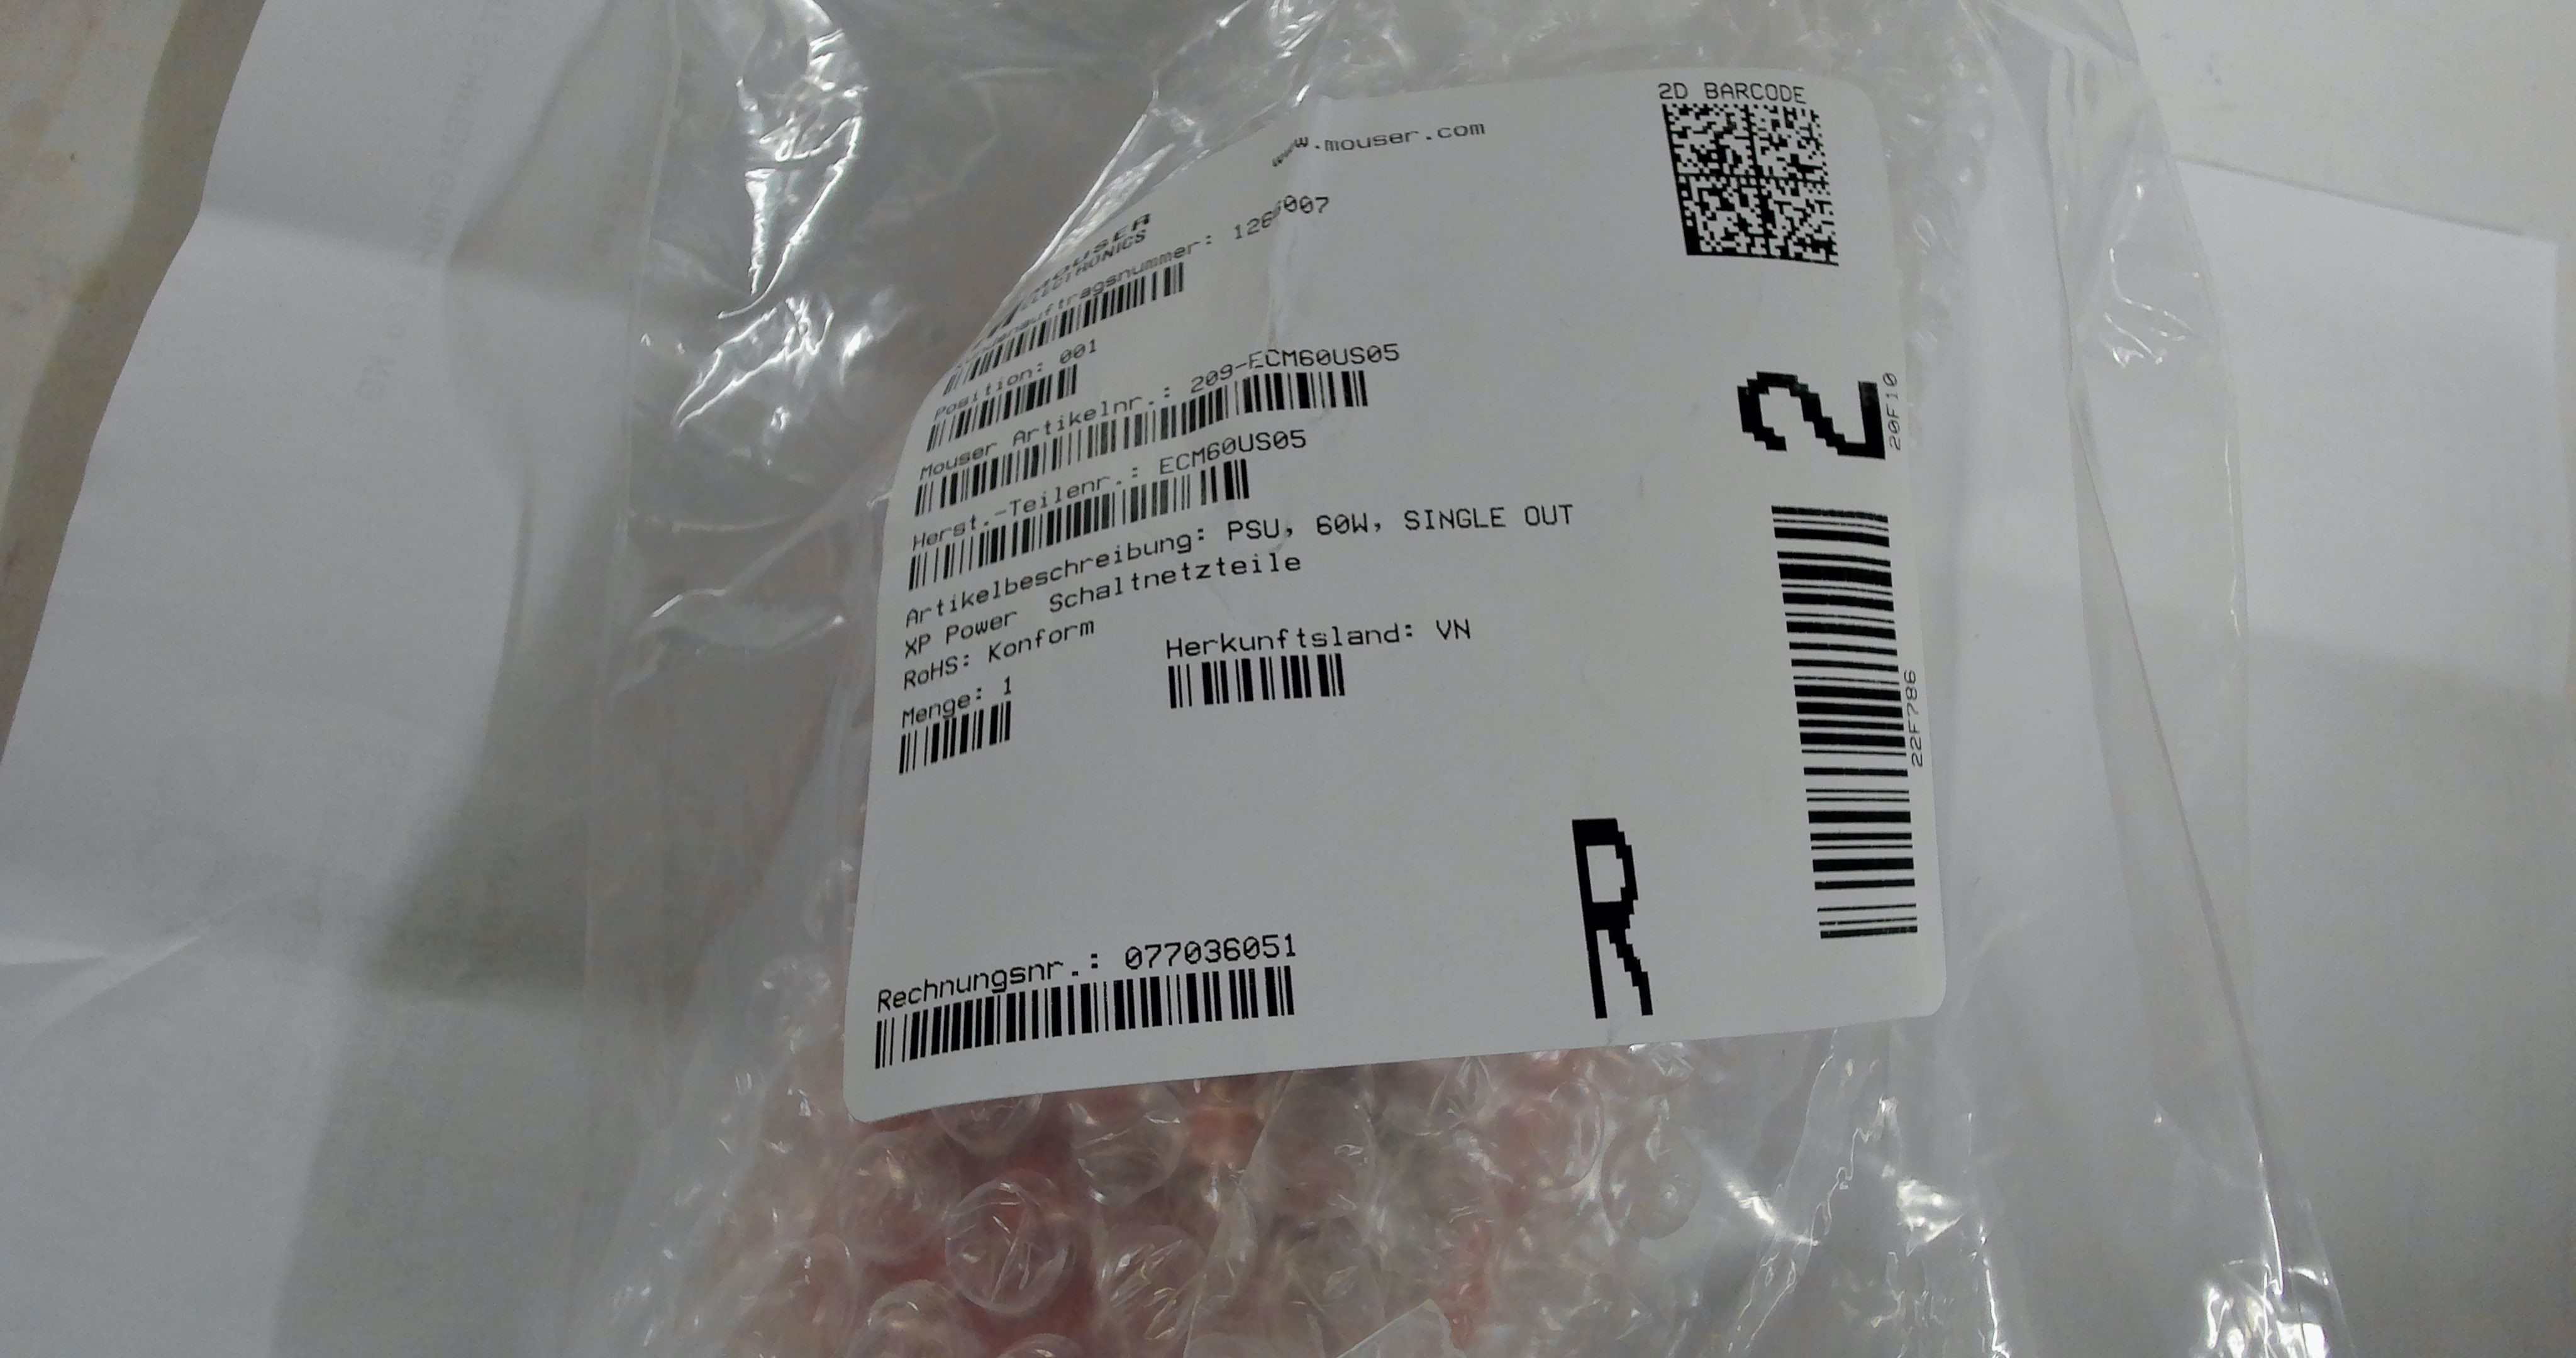 2D BARCODE
www.mouser.com
MOUSER
ELECTRONICS
Position: 001
Mouser Artikelnr.: 209-ECM60US05
Herst.-Teilenr.: ECM60US05
Artikelbeschreibung: PSU, 60W, SINGLE OUT
XP Power Schaltnetzteile
RoHS: Konform
Herkunftsland: VN
Menge: 1
Rechnungsnr.: 077036051
R
2
20F10
22F786